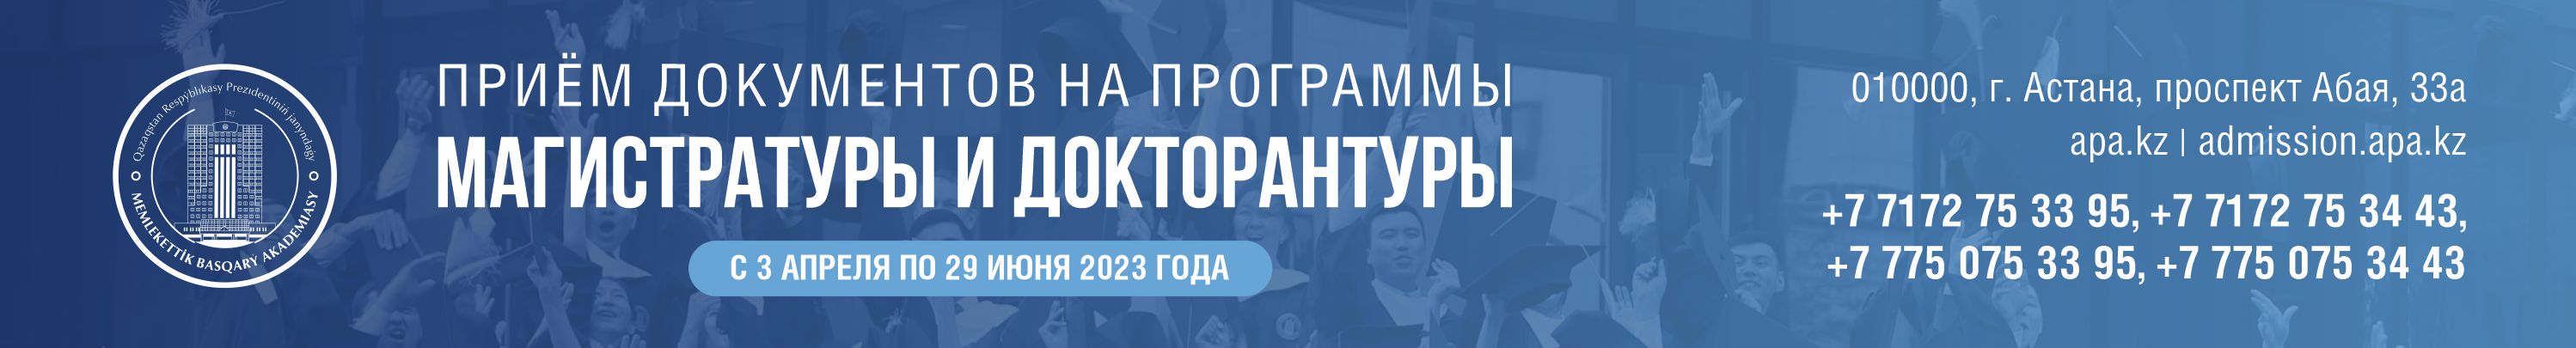 Qazaqstan Respýblıkasy Prezıdentiniń janyndaǵy
MEMLEKETTİK BASQARÝ AKADEMIASY
ПРИЁМ ДОКУМЕНТОВ НА ПРОГРАММЫ
МАГИСТРАТУРЫ И ДОКТОРАНТУРЫ
С 3 АПРЕЛЯ ПО 29 ИЮНЯ 2023 ГОДА
010000, г. Астана, проспект Абая, 33а
apa.kz | admission.apa.kz
+7 7172 75 33 95, +7 7172 75 34 43,
+7 775 075 33 95, +7 775 075 34 43